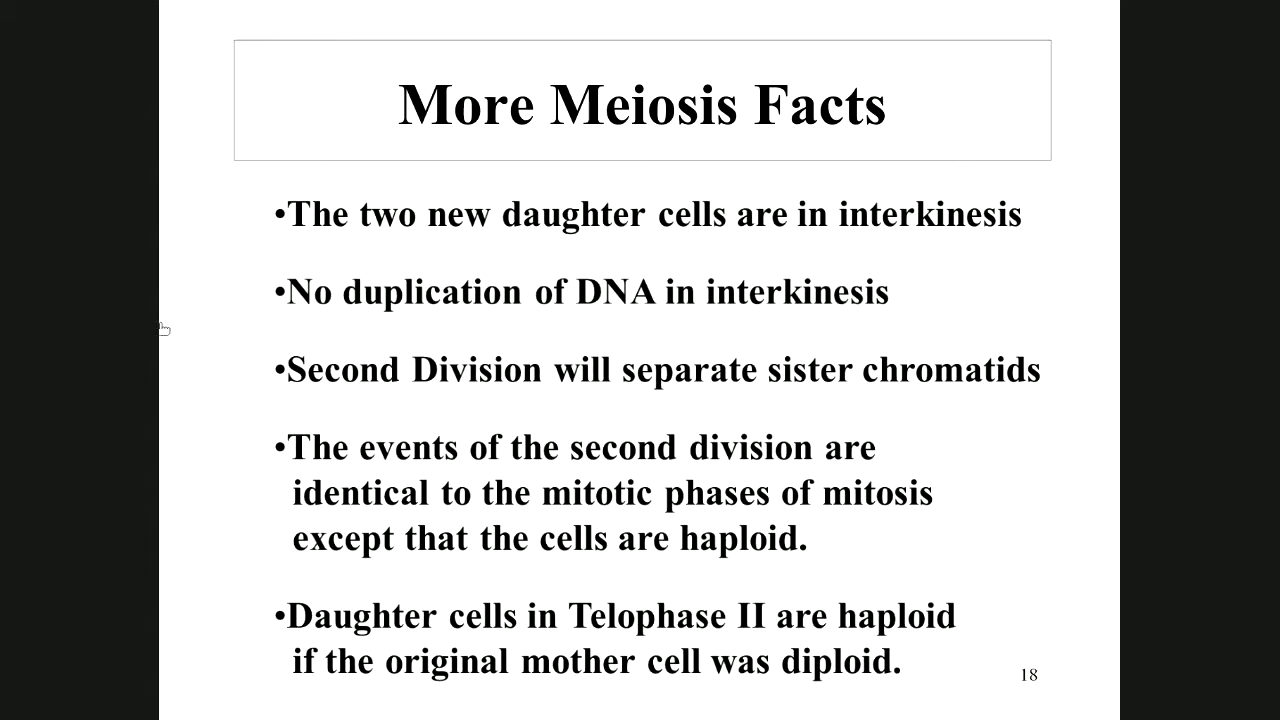 More Meiosis Facts
•The two new daughter cells are in interkinesis
•No duplication of DNA in interkinesis
•Second Division will separate sister chromatids
•The events of the second division are
identical to the mitotic phases of mitosis
except that the cells are haploid.
•Daughter cells in Telophase II are haploid
if the original mother cell was diploid.
18